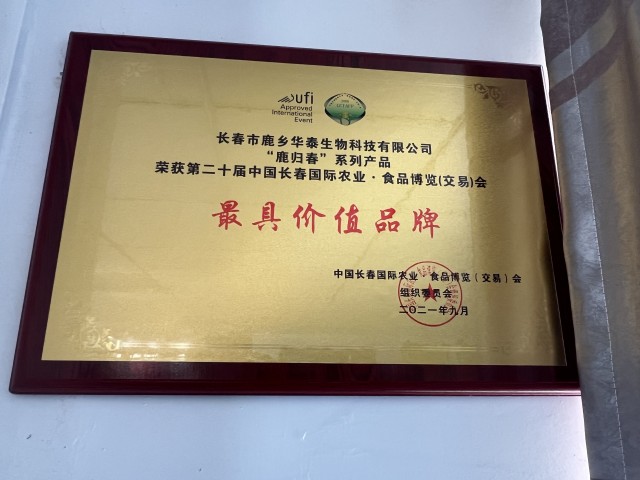 ufi
Approved
International
Event
长春市鹿乡华泰生物科技有限公司
“鹿归春”系列产品
荣获第二十届中国长春国际农业·食品博览(交易)会
最具价值品牌
中国长春国际农业·食品博览(交易)会
组织委员会
二〇二一年九月